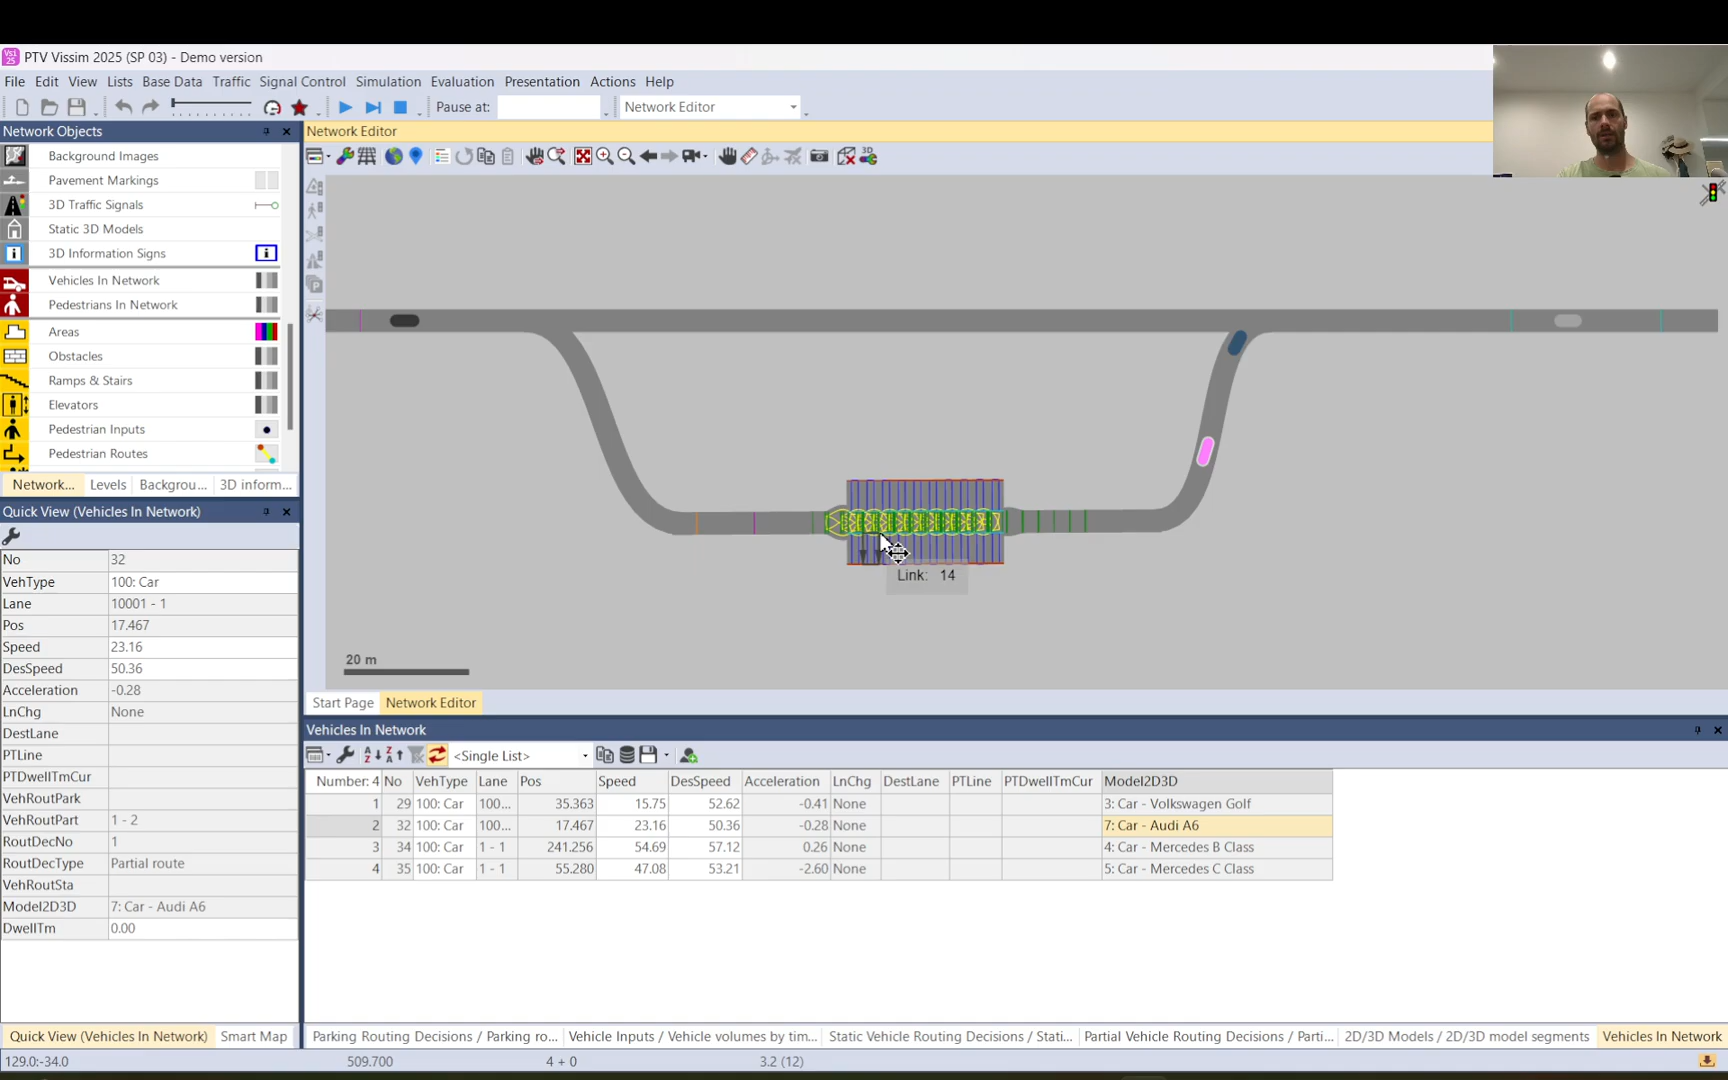 Vs!
25
PTV Vissim 2025 (SP 03) - Demo version
File Edit View Lists Base Data Traffic Signal Control Simulation Evaluation Presentation Actions Help
Pause at: Network Editor
Network Objects
Network Editor
Background Images
Pavement Markings
3D Traffic Signals
Static 3D Models
3D Information Signs
Vehicles In Network
Pedestrians In Network
Areas
Obstacles
Ramps & Stairs
Elevators
Pedestrian Inputs
Pedestrian Routes
Network... Levels Backgrou... 3D inform...
Link: 14
20 m
Start Page Network Editor
Quick View (Vehicles In Network)
No 32
VehType 100: Car
Lane 10001 - 1
Pos 17.467
Speed 23.16
DesSpeed 50.36
Acceleration -0.28
LnChg None
DestLane
PTLine
PTDwellTmCur
VehRoutPark
VehRoutPart 1 - 2
RoutDecNo 1
RoutDecType Partial route
VehRoutSta
Model2D3D 7: Car - Audi A6
DwellTm 0.00
Vehicles In Network
<Single List>
Number: 4 No VehType Lane Pos Speed DesSpeed Acceleration LnChg DestLane PTLine PTDwellTmCur Model2D3D
1 29 100: Car 100... 35.363 15.75 52.62 -0.41 None 3: Car - Volkswagen Golf
2 32 100: Car 100... 17.467 23.16 50.36 -0.28 None 7: Car - Audi A6
3 34 100: Car 1 - 1 241.256 54.69 57.12 0.26 None 4: Car - Mercedes B Class
4 35 100: Car 1 - 1 55.280 47.08 53.21 -2.60 None 5: Car - Mercedes C Class
Quick View (Vehicles In Network) Smart Map
Parking Routing Decisions / Parking ro... Vehicle Inputs / Vehicle volumes by tim... Static Vehicle Routing Decisions / Stati... Partial Vehicle Routing Decisions / Parti... 2D/3D Models / 2D/3D model segments Vehicles In Network
129.0:-34.0 509.700 4 + 0 3.2 (12)